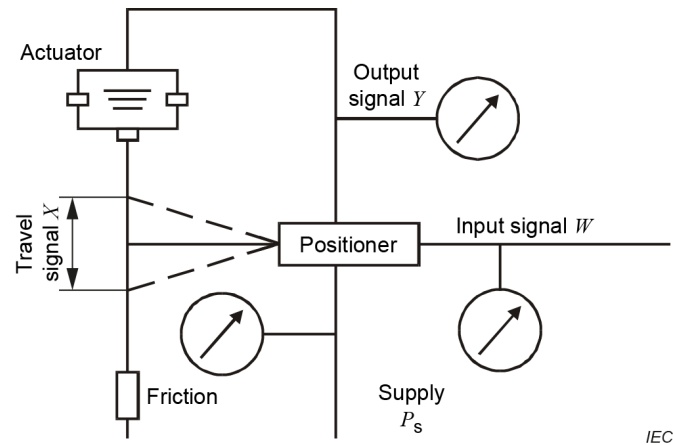 Actuator
Output
signal Y
Travel
signal X
Positioner
Input signal W
Friction
Supply
Ps
IEC